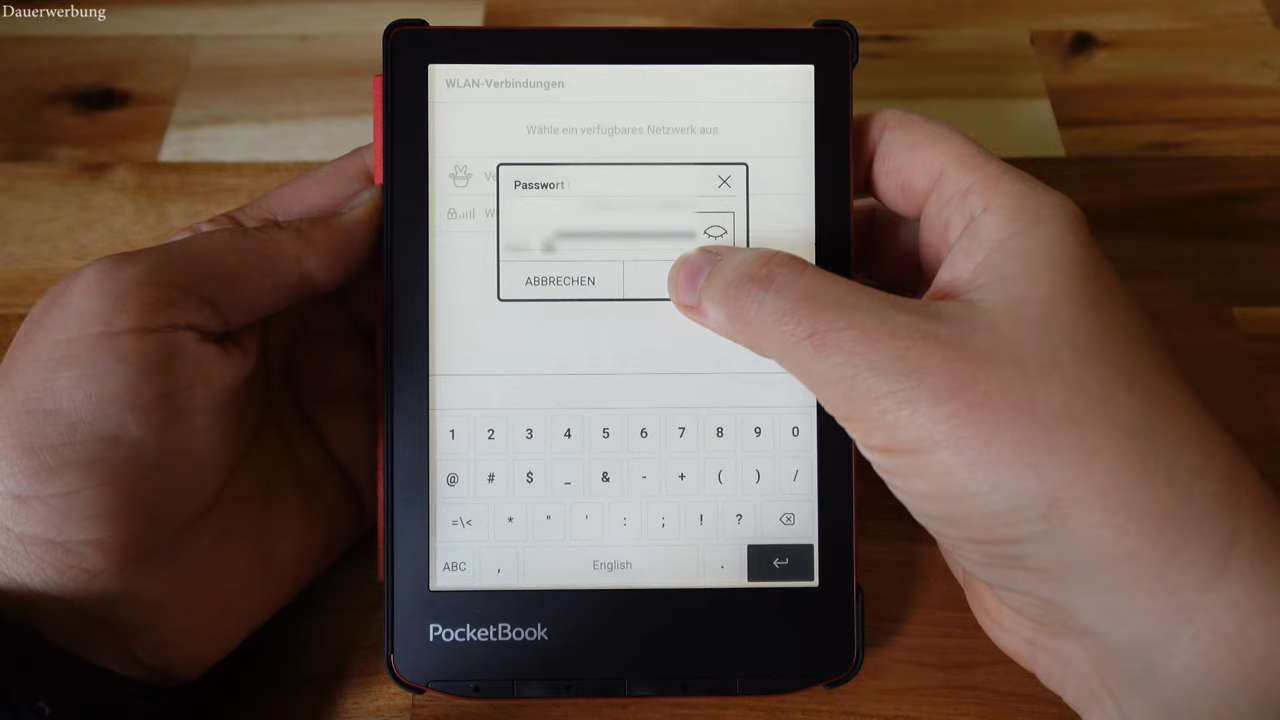 Dauerwerbung
WLAN-Verbindungen
Wähle ein verfügbares Netzwerk aus
Passwort
ABBRECHEN
1 2 3 4 5 6 7 8 9 0
@ # $ _ & - + ( ) /
=\< * " ' : ; ! ?
ABC , English .
PocketBook